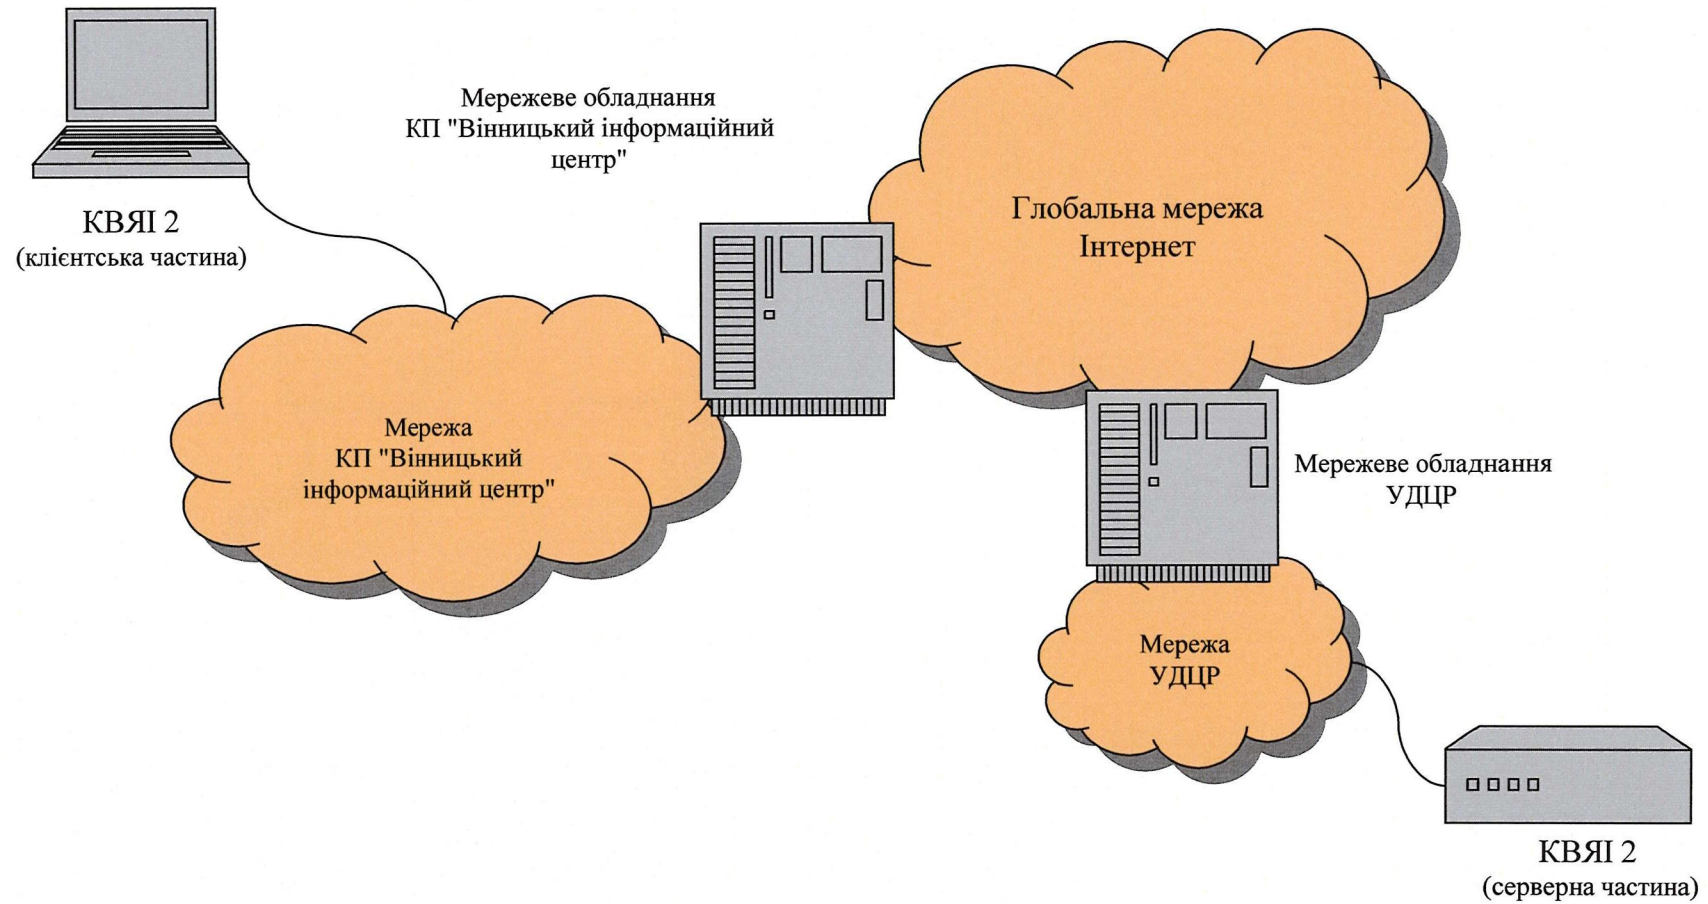 Мережеве обладнання
КП "Вінницький інформаційний
центр"
КВЯІ 2
(клієнтська частина)
Глобальна мережа
Інтернет
Мережа
КП "Вінницький
інформаційний центр"
Мережеве обладнання
УДЦР
Мережа
УДЦР
КВЯІ 2
(серверна частина)